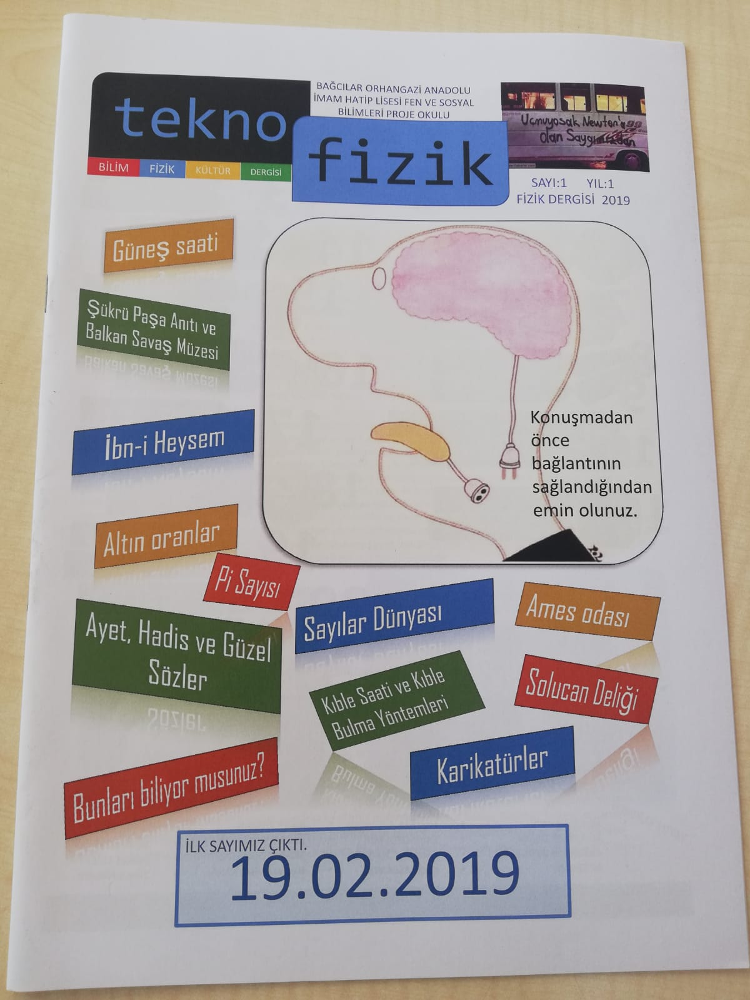 tekno
fizik
BAĞCILAR ORHANGAZİ ANADOLU
İMAM HATİP LİSESİ FEN VE SOSYAL
BİLİMLERİ PROJE OKULU
Uçmuyosak Newton'a
olan Saygımızdan
BİLİM FİZİK KÜLTÜR DERGİSİ
SAYI:1 YIL:1
FİZİK DERGİSİ 2019
Güneş saati
Şükrü Paşa Anıtı ve
Balkan Savaş Müzesi
İbn-i Heysem
Konuşmadan
önce
bağlantının
sağlandığından
emin olunuz.
Altın oranlar
Pi Sayısı
Ayet, Hadis ve Güzel
Sözler
Sayılar Dünyası
Ames odası
Kıble Saati ve Kıble
Bulma Yöntemleri
Solucan Deliği
Bunları biliyor musunuz?
Karikatürler
İLK SAYIMIZ ÇIKTI.
19.02.2019